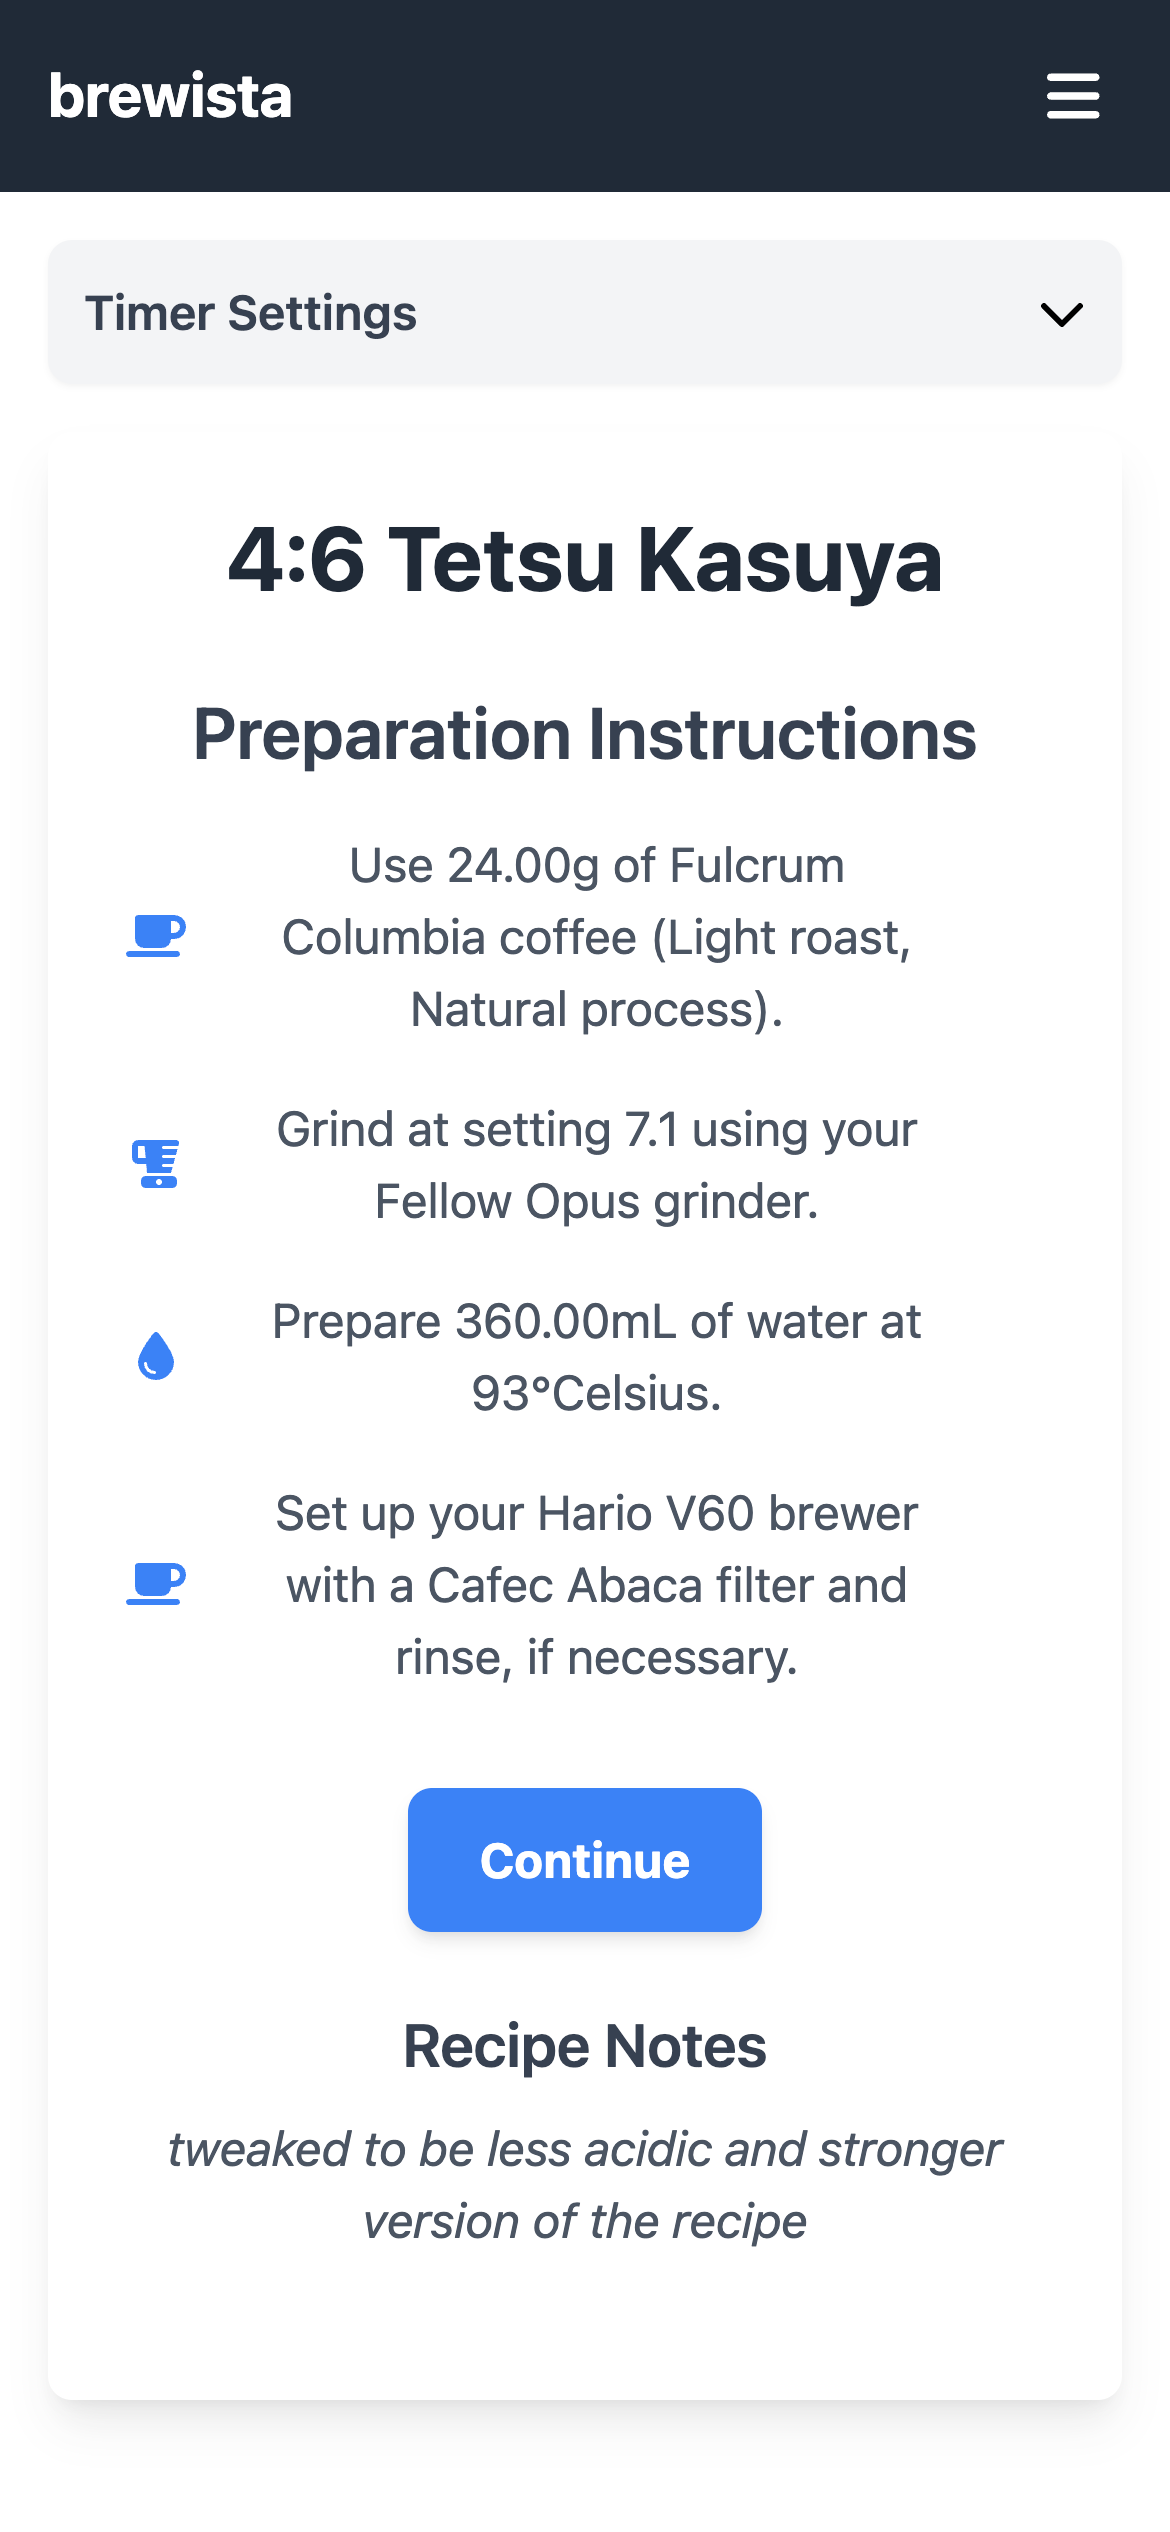 brewista
Timer Settings
4:6 Tetsu Kasuya
Preparation Instructions
Use 24.00g of Fulcrum
Columbia coffee (Light roast,
Natural process).
Grind at setting 7.1 using your
Fellow Opus grinder.
Prepare 360.00mL of water at
93°Celsius.
Set up your Hario V60 brewer
with a Cafec Abaca filter and
rinse, if necessary.
Continue
Recipe Notes
tweaked to be less acidic and stronger
version of the recipe